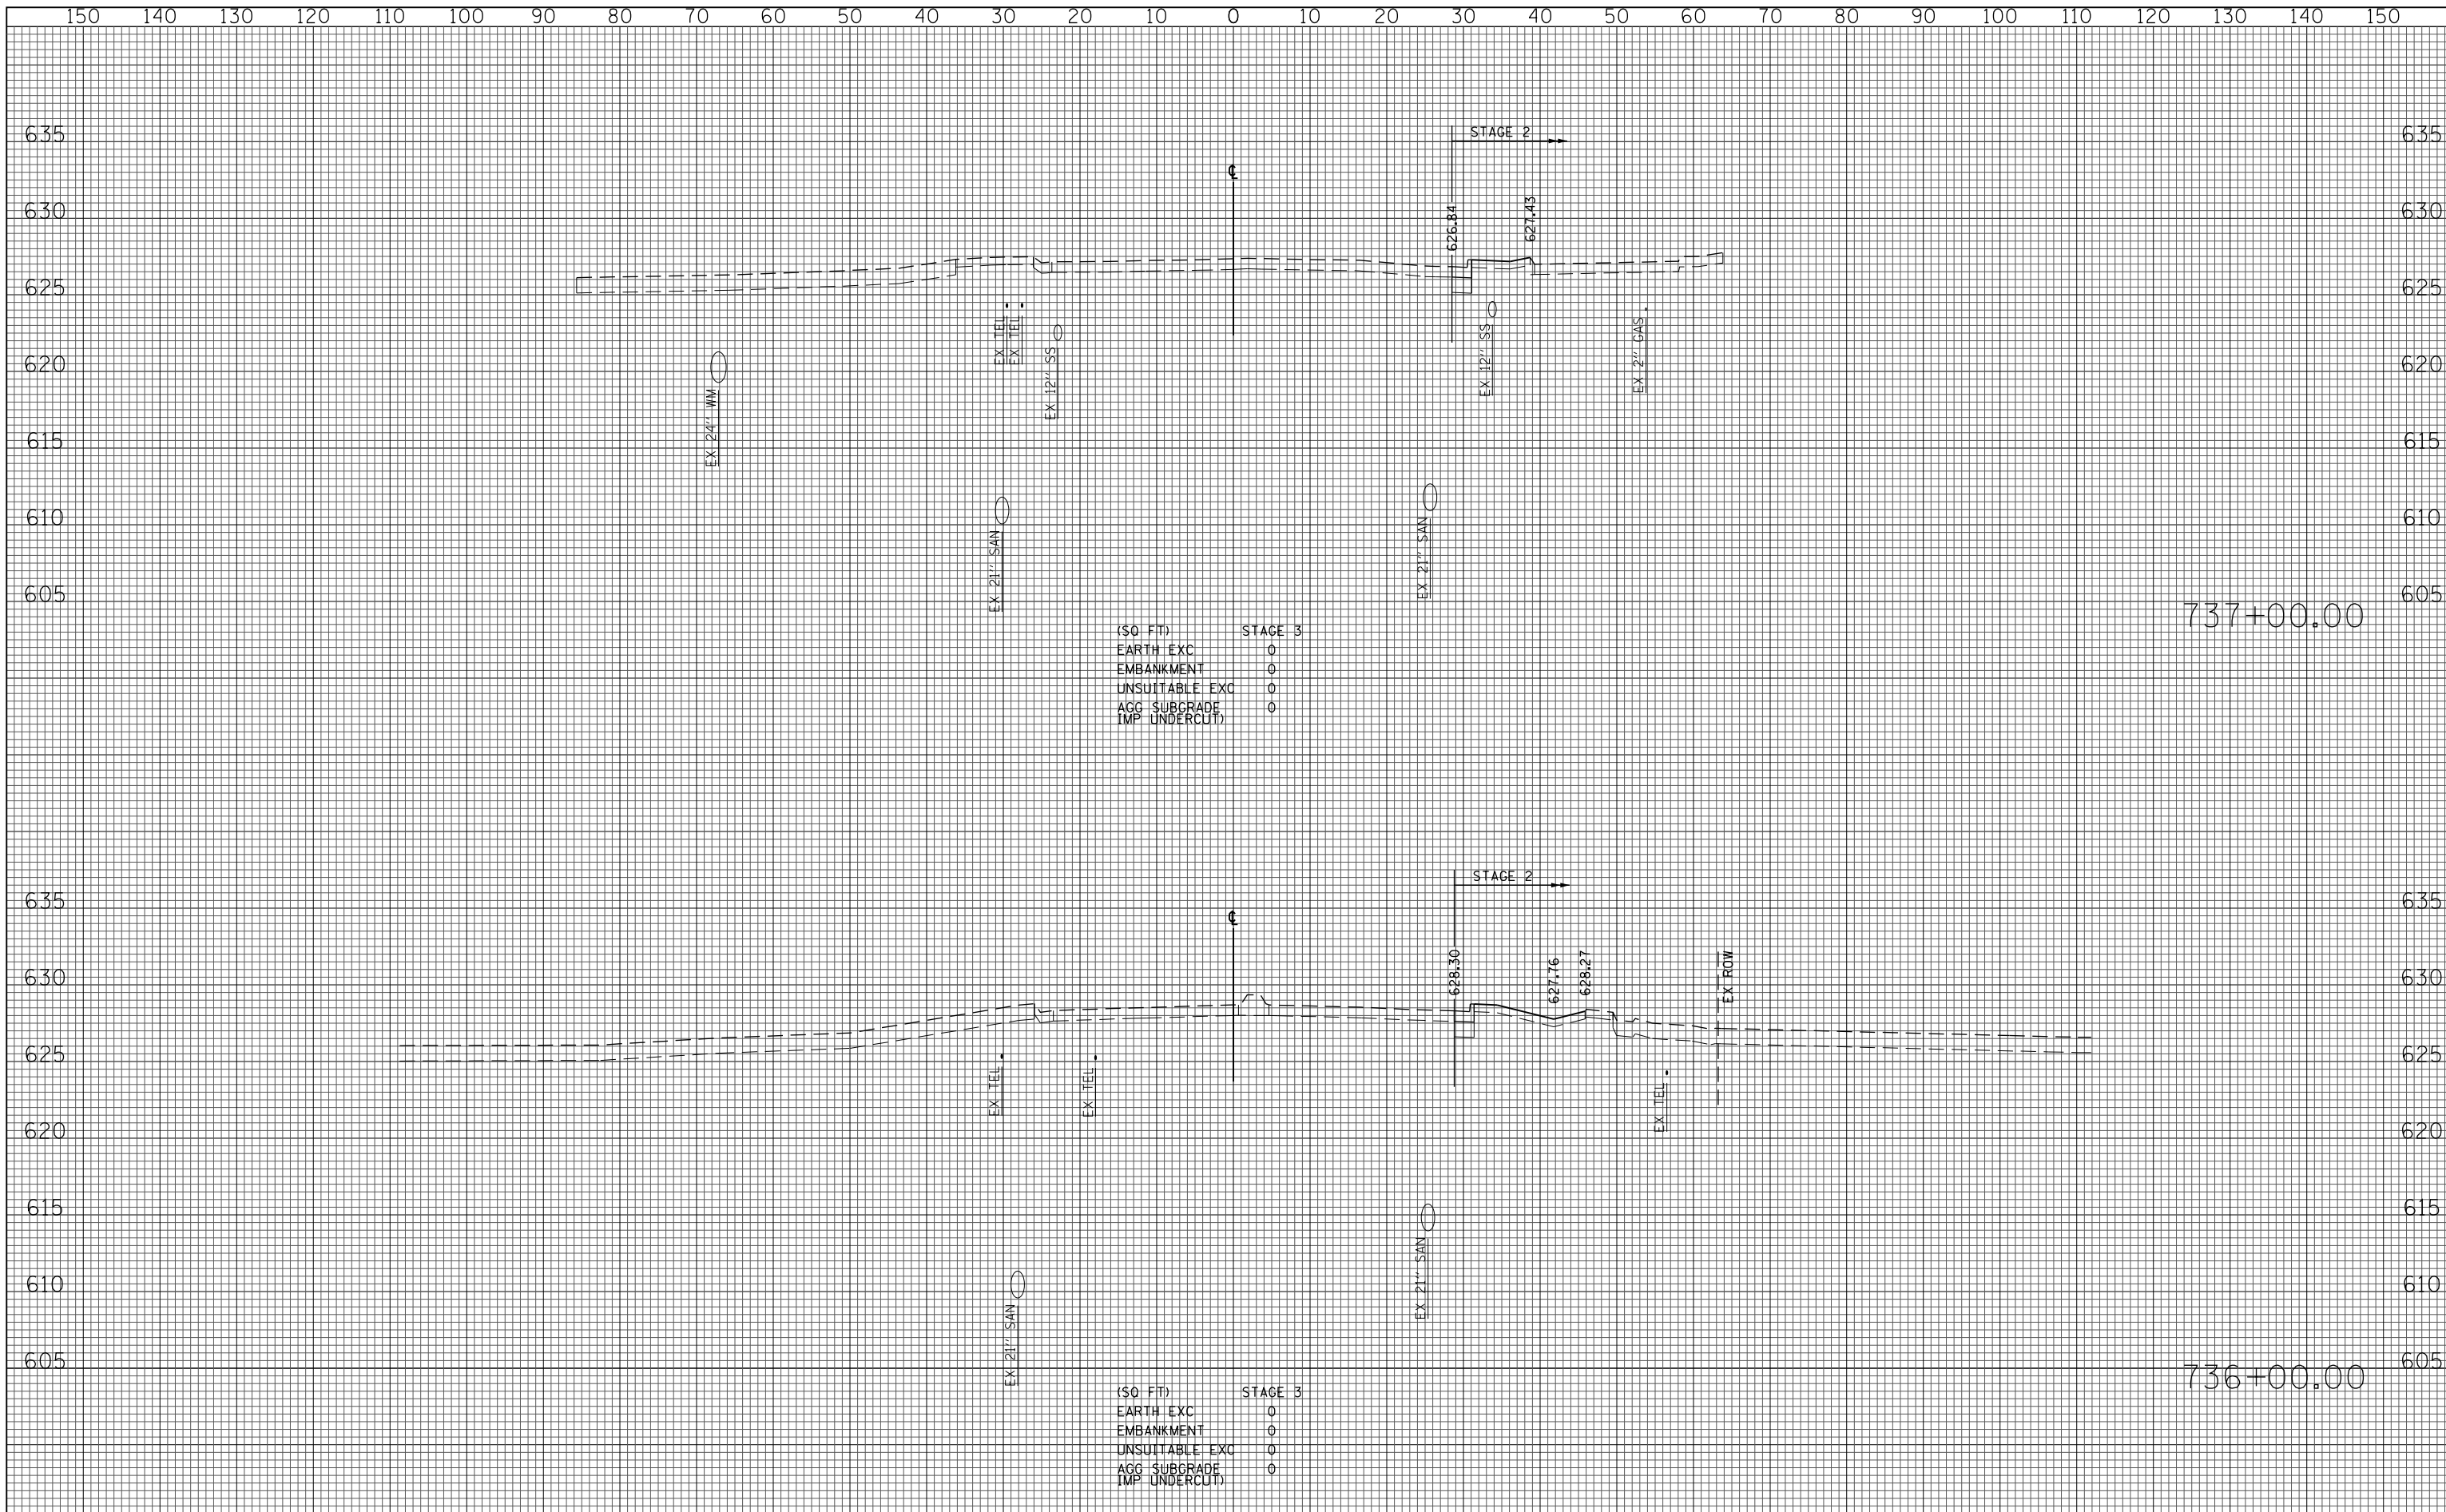 150 140 130 120 110 100 90 80 70 60 50 40 30 20 10 0 10 20 30 40 50 60 70 80 90 100 110 120 130 140 150
635 STAGE 2 635
℄
630 626.84 627.43 630
625 625
EX TEL
EX TEL
EX 12'' SS
EX 12'' SS
EX 2'' GAS
620 620
EX 24'' WM
615 615
610 610
EX 21'' SAN
EX 21'' SAN
605 605
737+00.00
(SQ FT) STAGE 3
EARTH EXC 0
EMBANKMENT 0
UNSUITABLE EXC 0
AGG SUBGRADE 0
IMP UNDERCUT)
STAGE 2
635 635
℄
630 628.30 627.76 628.27 EX ROW 630
625 625
EX TEL
EX TEL
EX TEL
620 620
615 615
EX 21'' SAN
610 610
EX 21'' SAN
605 605
736+00.00
(SQ FT) STAGE 3
EARTH EXC 0
EMBANKMENT 0
UNSUITABLE EXC 0
AGG SUBGRADE 0
IMP UNDERCUT)